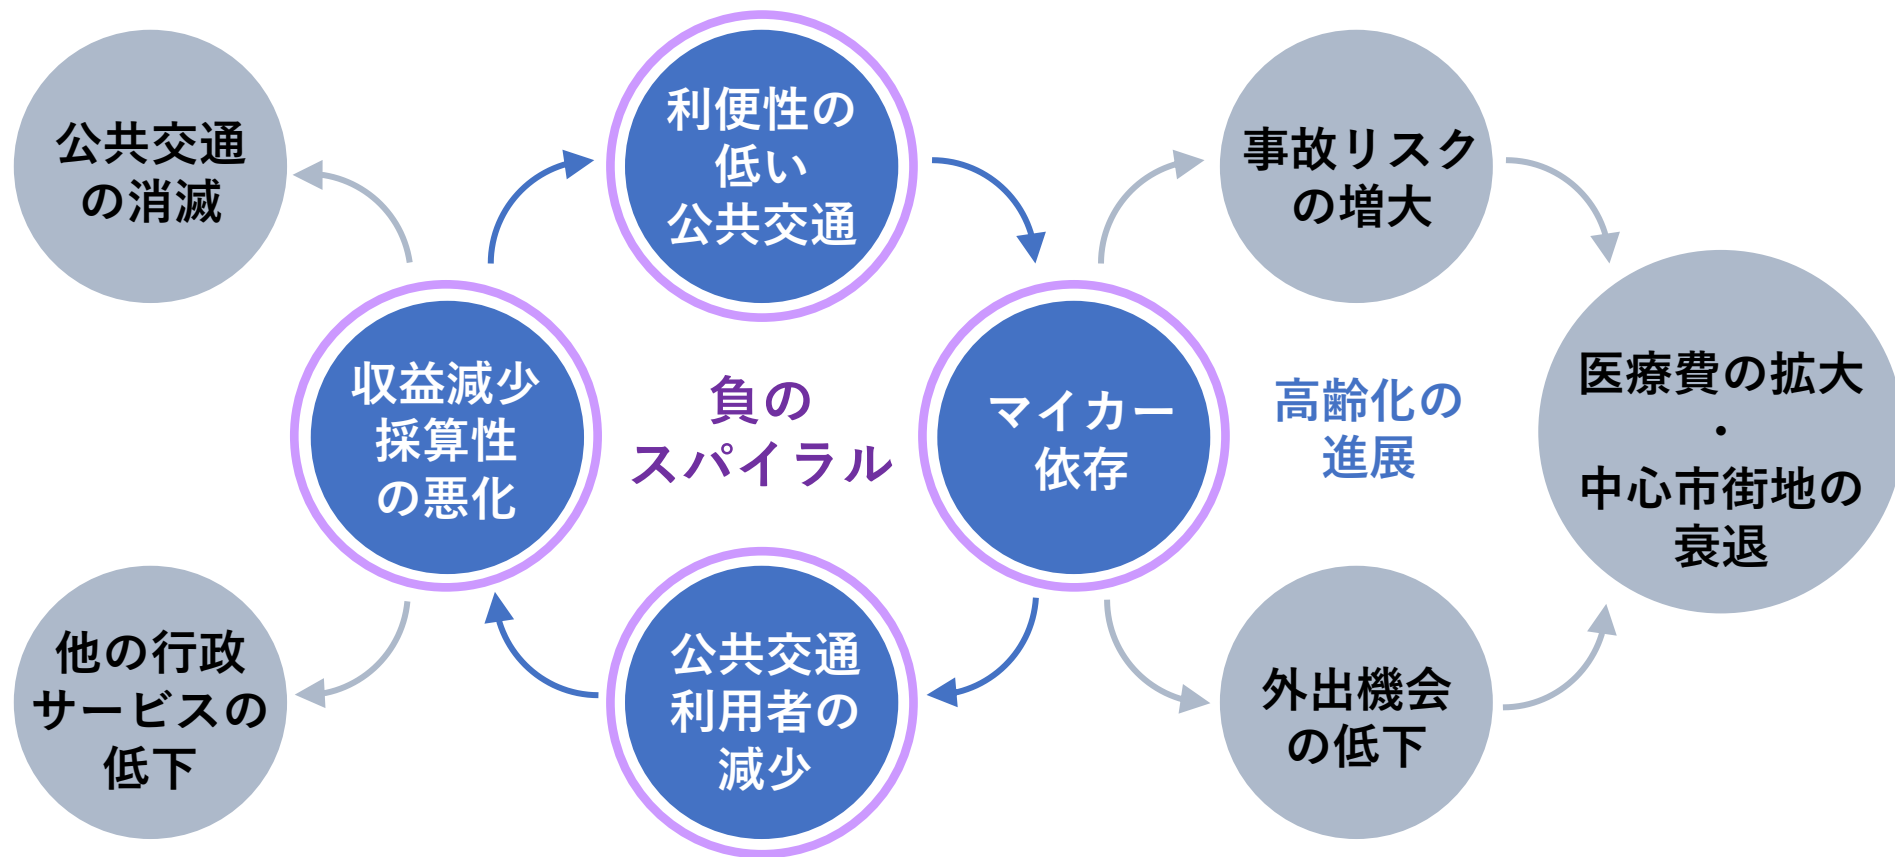 公共交通
の消滅
利便性の
低い
公共交通
事故リスク
の増大
収益減少
採算性
の悪化
負の
スパイラル
マイカー
依存
高齢化の
進展
医療費の拡大
・
中心市街地の
衰退
他の行政
サービスの
低下
公共交通
利用者の
減少
外出機会
の低下